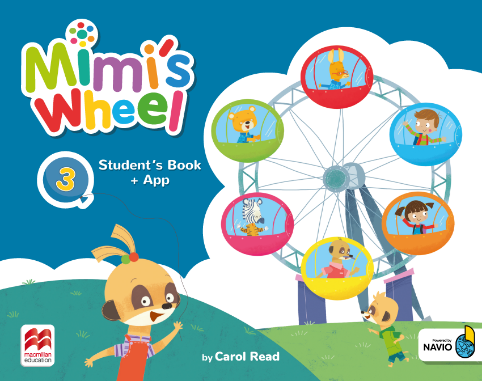 Mimi's
Wheel
3
Student's Book
+ App
macmillan
education
by Carol Read
Powered by
NAVIO